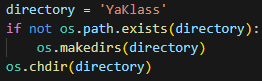 directory = 'YaKlass'
if not os.path.exists(directory):
    os.makedirs(directory)
os.chdir(directory)